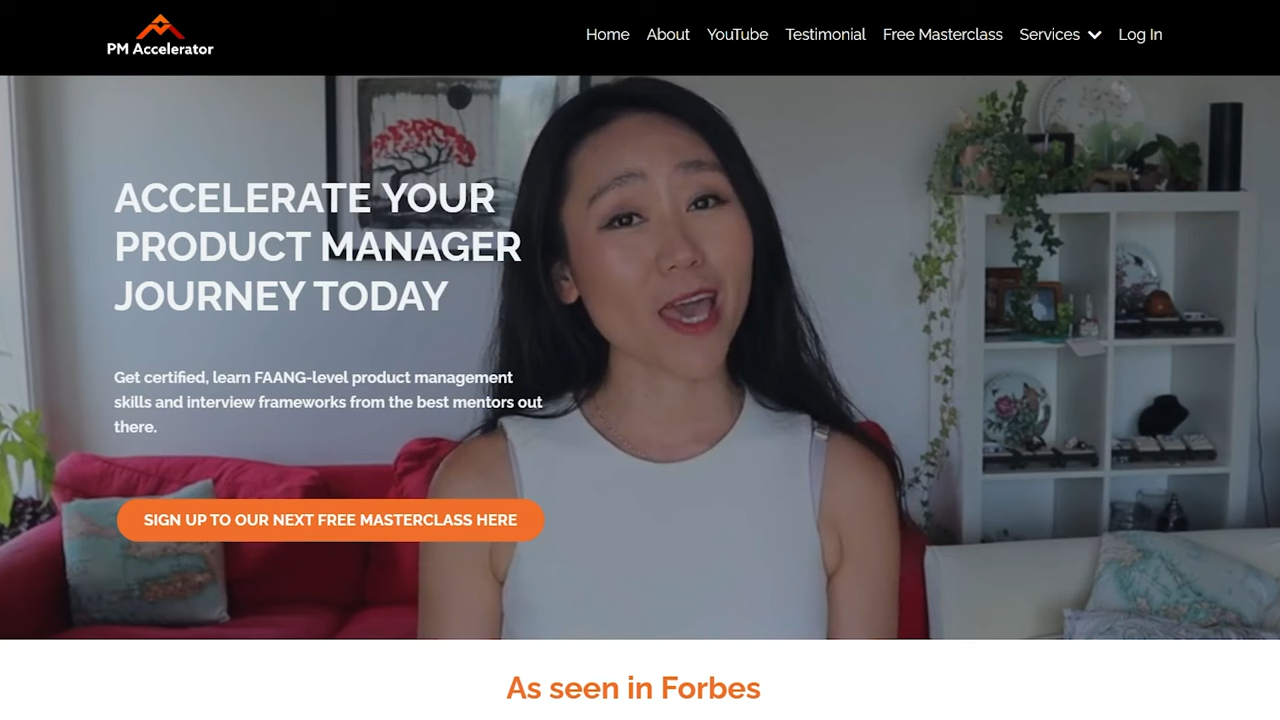 PM Accelerator
Home About YouTube Testimonial Free Masterclass Services Log In
ACCELERATE YOUR
PRODUCT MANAGER
JOURNEY TODAY
Get certified, learn FAANG-level product management
skills and interview frameworks from the best mentors out
there.
SIGN UP TO OUR NEXT FREE MASTERCLASS HERE
As seen in Forbes